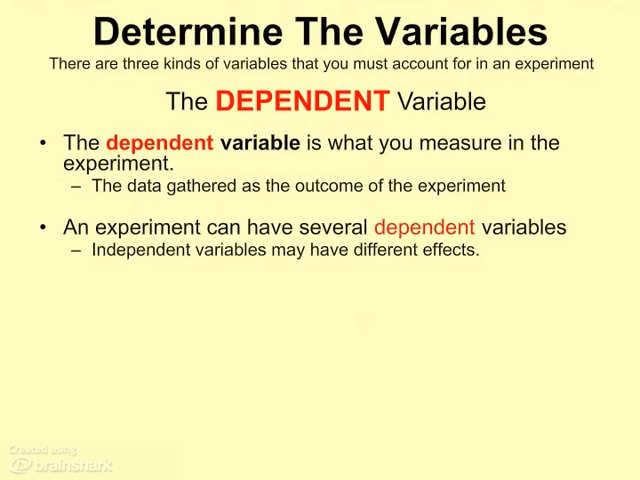 Determine The Variables
There are three kinds of variables that you must account for in an experiment
The DEPENDENT Variable
• The dependent variable is what you measure in the
experiment.
– The data gathered as the outcome of the experiment
• An experiment can have several dependent variables
– Independent variables may have different effects.
Created using
brainshark